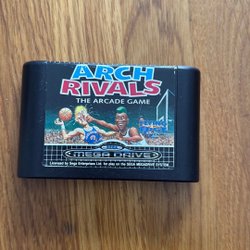 ARCH
RIVALS
THE ARCADE GAME
SEGA
MEGA DRIVE
Licensed by Sega Enterprises Ltd. for play on the SEGA MEGADRIVE SYSTEM.